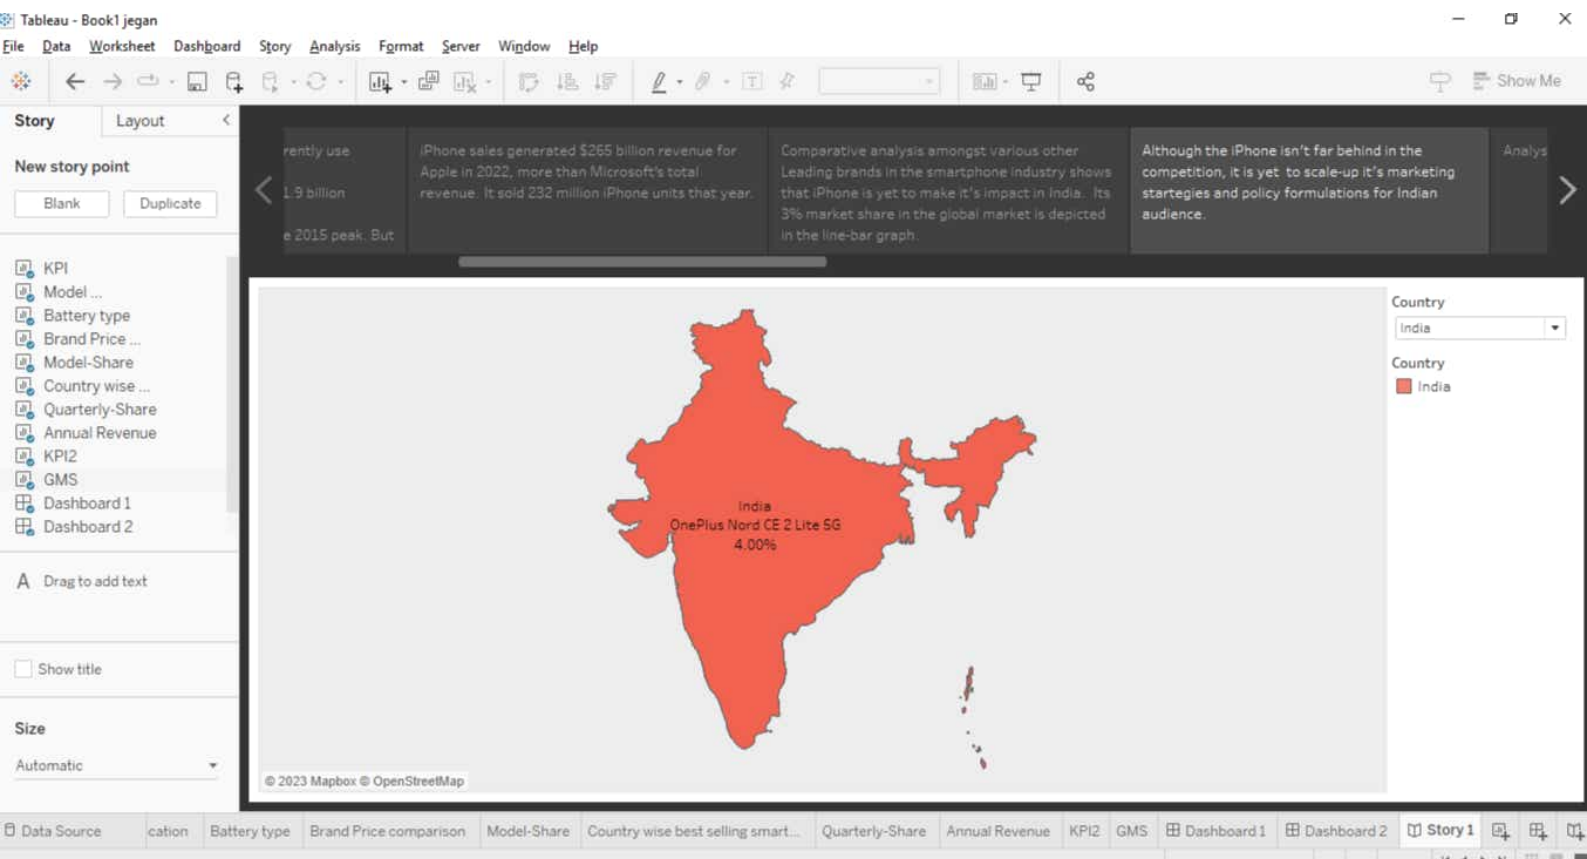 Tableau - Book1 jegan
File Data Worksheet Dashboard Story Analysis Format Server Window Help
Show Me
Story Layout
New story point
Blank Duplicate
KPI
Model ...
Battery type
Brand Price ...
Model-Share
Country wise ...
Quarterly-Share
Annual Revenue
KPI2
GMS
Dashboard 1
Dashboard 2
A Drag to add text
Show title
Size
Automatic
rently use
1.9 billion
e 2015 peak. But
iPhone sales generated $265 billion revenue for
Apple in 2022, more than Microsoft's total
revenue. It sold 232 million iPhone units that year.
Comparative analysis amongst various other
Leading brands in the smartphone industry shows
that iPhone is yet to make it's impact in India. Its
3% market share in the global market is depicted
in the line-bar graph.
Although the iPhone isn't far behind in the
competition, it is yet to scale-up it's marketing
startegies and policy formulations for Indian
audience.
Analys
India
OnePlus Nord CE 2 Lite 5G
4.00%
© 2023 Mapbox © OpenStreetMap
Country
India
Country
India
Data Source cation Battery type Brand Price comparison Model-Share Country wise best selling smart... Quarterly-Share Annual Revenue KPI2 GMS Dashboard 1 Dashboard 2 Story 1